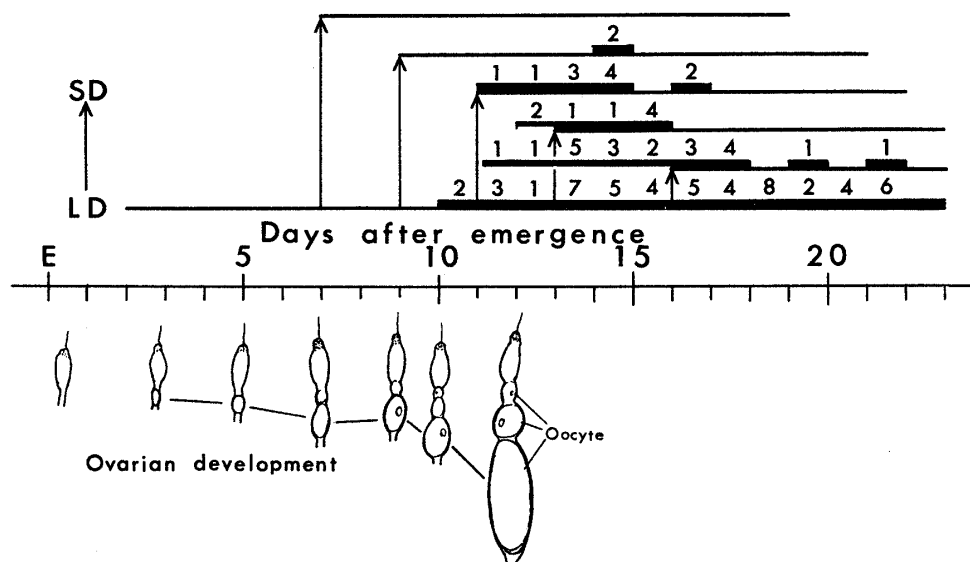 2
SD 1 1 3 4 2
2 1 1 4
1 1 5 3 2 3 4 1 1
LD 2 3 1 7 5 4 5 4 8 2 4 6
Days after emergence
E 5 10 15 20
Oocyte
Ovarian development